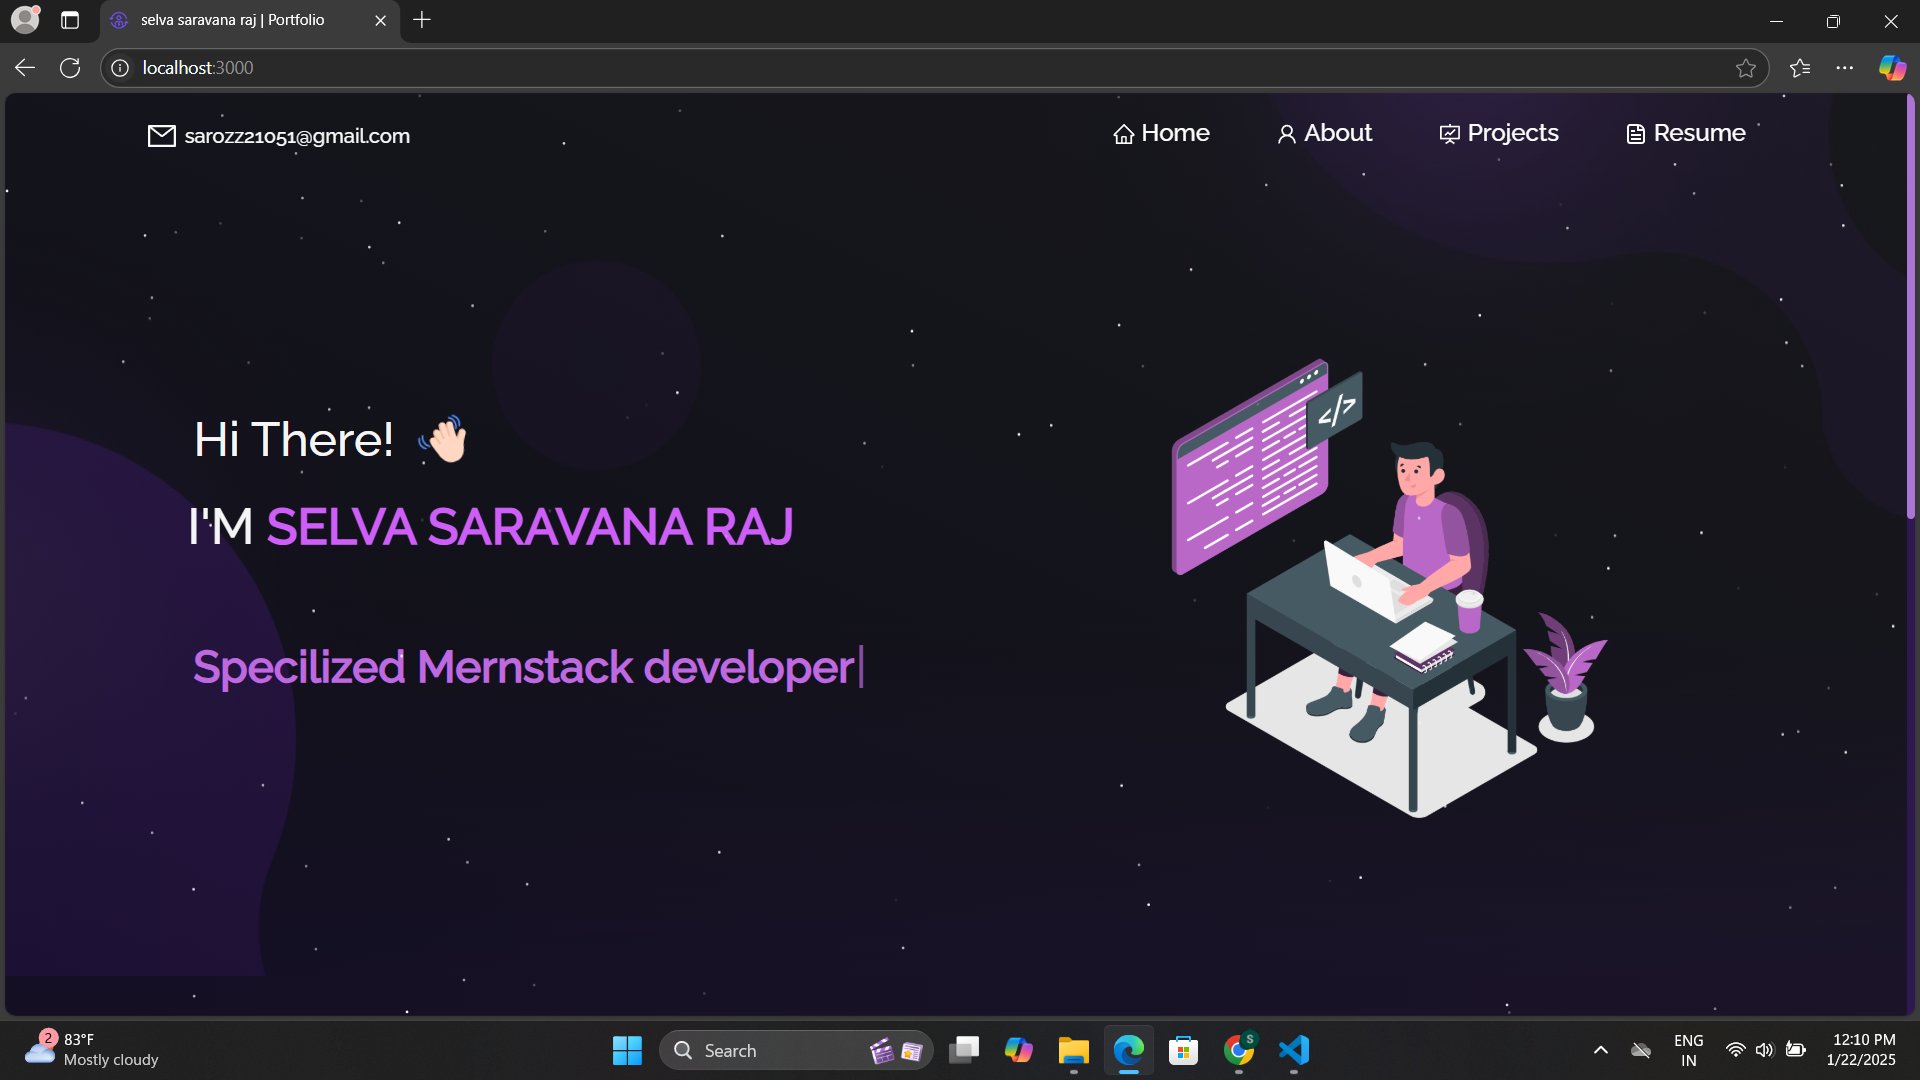 selva saravana raj | Portfolio
localhost:3000
sarozz21051@gmail.com
Home
About
Projects
Resume
</>
Hi There! 👋🏻
I'M SELVA SARAVANA RAJ
Specilized Mernstack developer|
2
83°F
Mostly cloudy
Search
S
ENG
IN
12:10 PM
1/22/2025